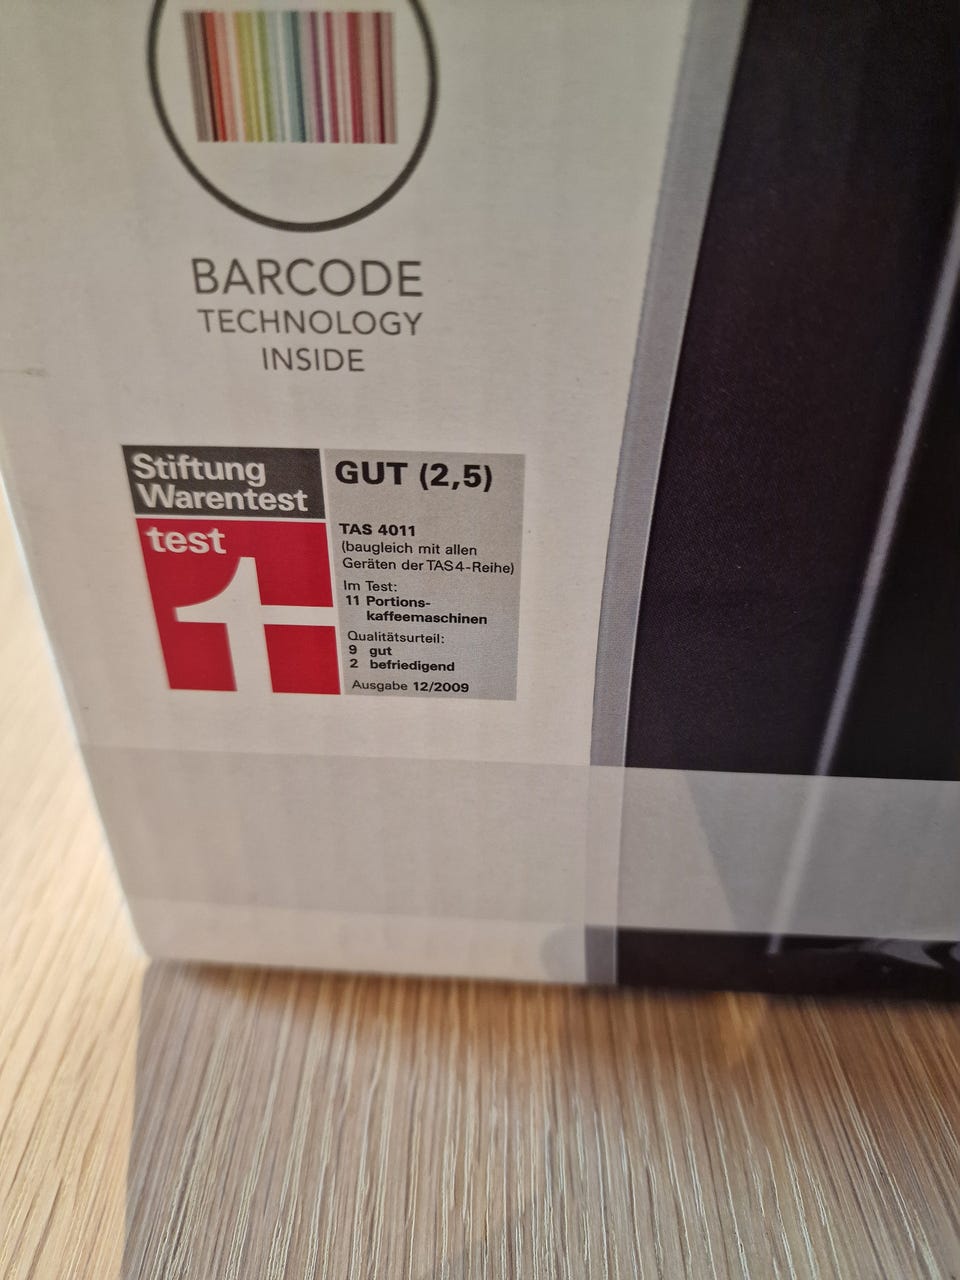 BARCODE
TECHNOLOGY
INSIDE
Stiftung
Warentest
test
GUT (2,5)
TAS 4011
(baugleich mit allen
Geräten der TAS4-Reihe)
Im Test:
11 Portions-
kaffeemaschinen
Qualitätsurteil:
9 gut
2 befriedigend
Ausgabe 12/2009